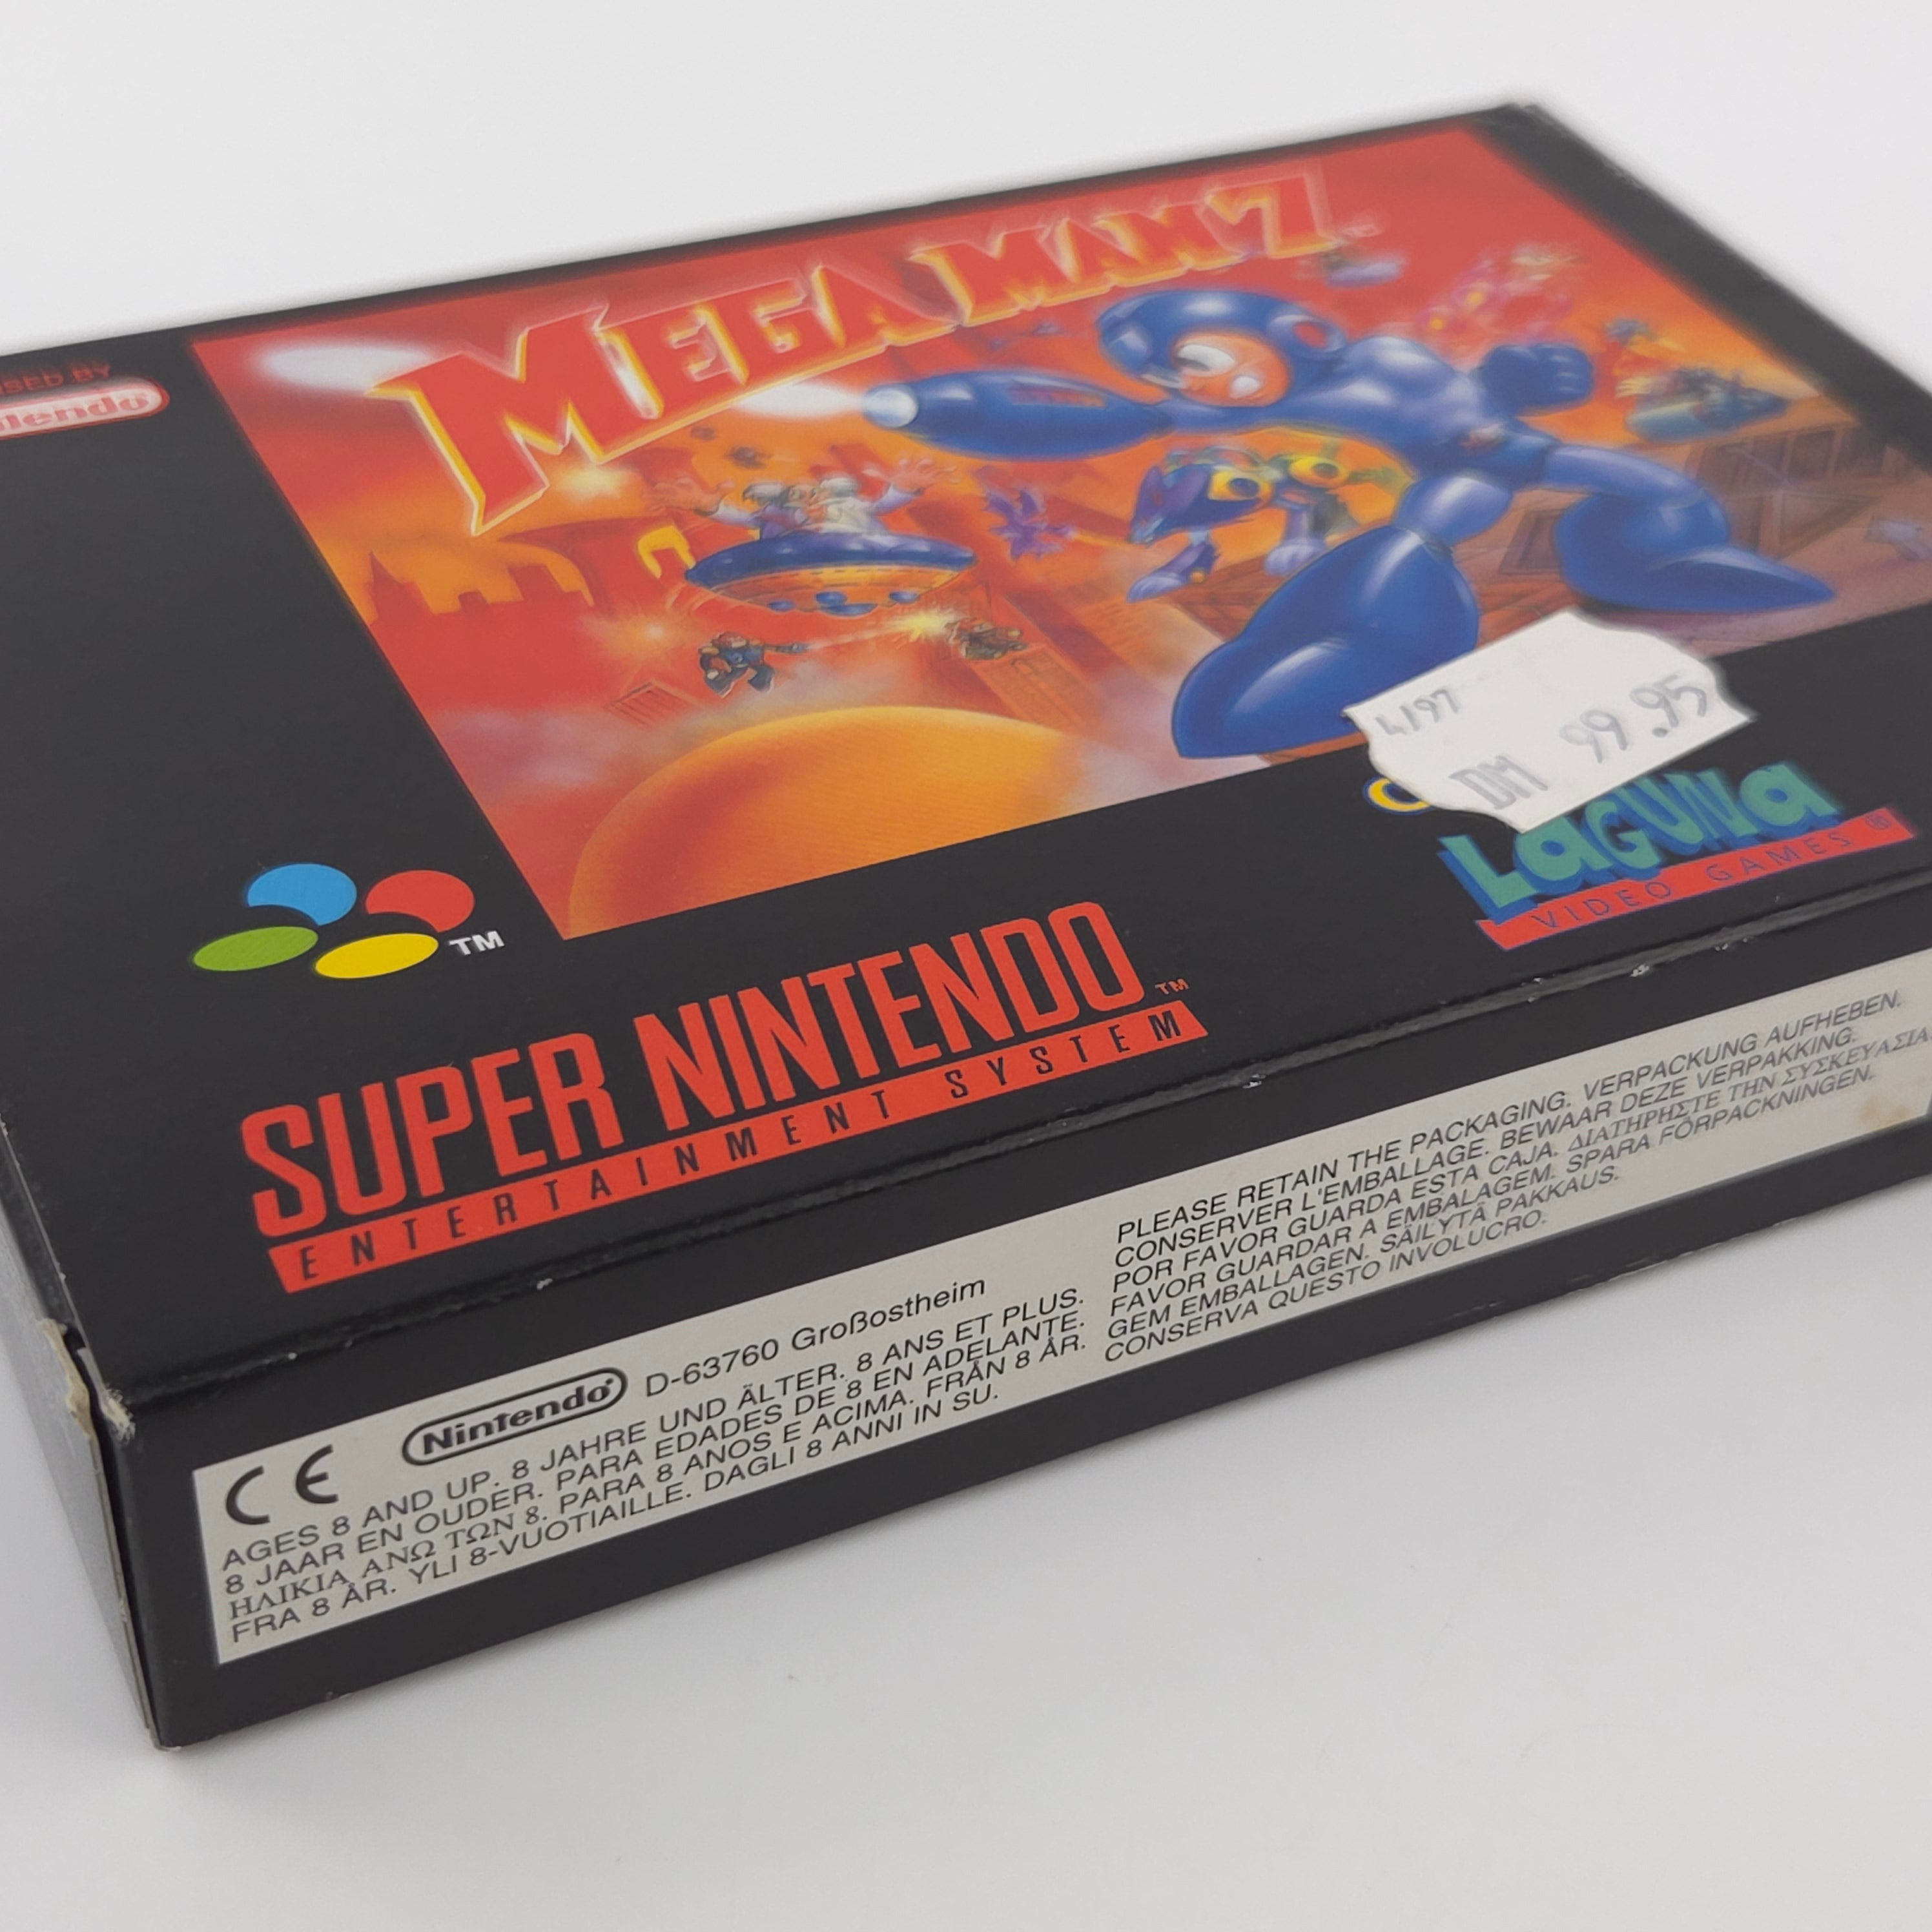 Nintendo
MEGA MAN 7
4197
DM 99.95
LAGUNA
VIDEO GAMES ®
TM
SUPER NINTENDO TM
ENTERTAINMENT SYSTEM
CE Nintendo® D-63760 Großostheim
AGES 8 AND UP. 8 JAHRE UND ÄLTER. 8 ANS ET PLUS.
8 JAAR EN OUDER. PARA EDADES DE 8 EN ADELANTE.
ΗΛΙΚΙΑ ΑΝΩ ΤΩΝ 8. PARA 8 ANOS E ACIMA. FRÅN 8 ÅR.
FRA 8 ÅR. YLI 8-VUOTIAILLE. DAGLI 8 ANNI IN SU.
PLEASE RETAIN THE PACKAGING. VERPACKUNG AUFHEBEN.
CONSERVER L'EMBALLAGE. BEWAAR DEZE VERPAKKING.
POR FAVOR GUARDA ESTA CAJA. ΔΙΑΤΗΡΗΣΤΕ ΤΗΝ ΣΥΣΚΕΥΑΣΙΑ.
FAVOR GUARDAR A EMBALAGEM. SPARA FÖRPACKNINGEN.
GEM EMBALLAGEN. SÄILYTÄ PAKKAUS.
CONSERVA QUESTO INVOLUCRO.